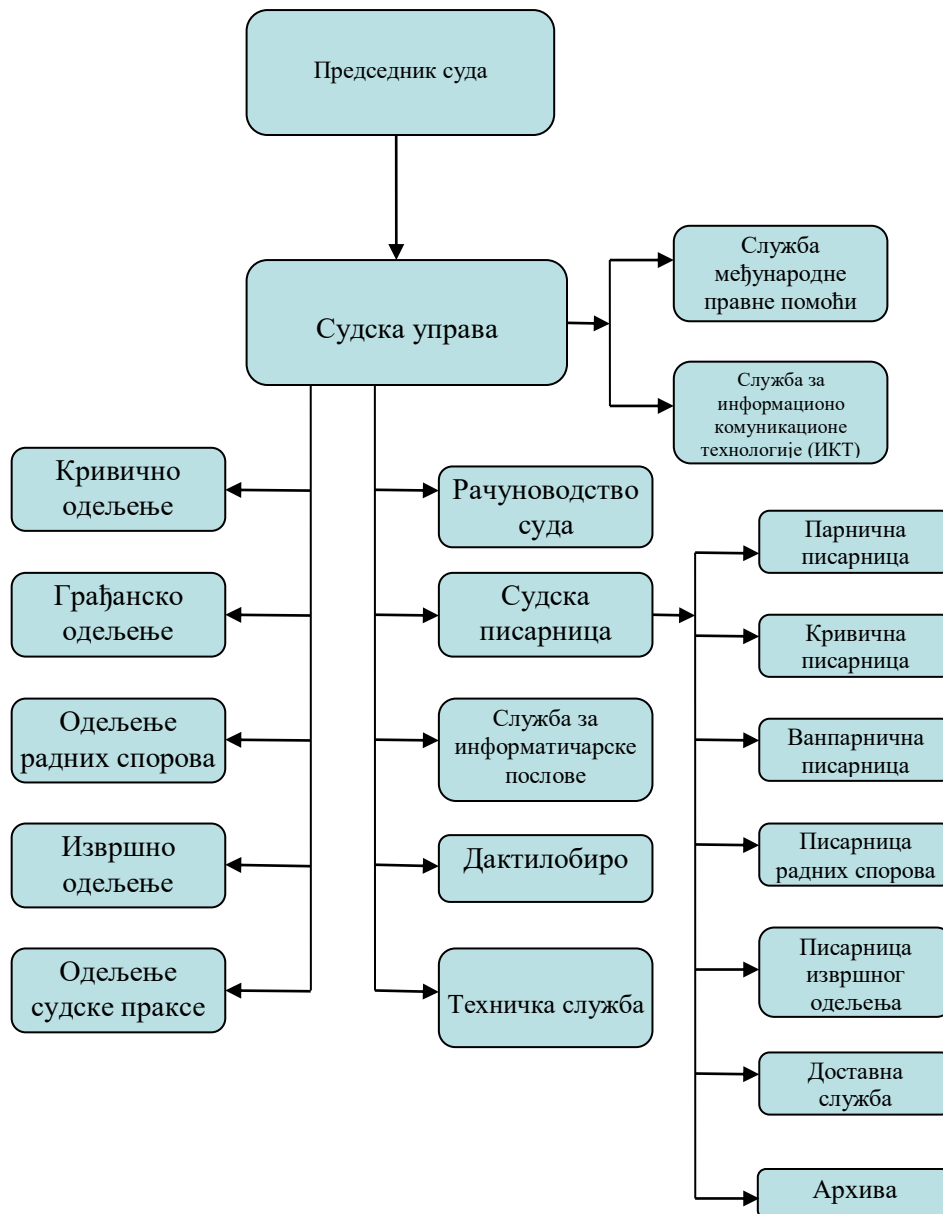 Председник суда
Судска управа
Служба
међународне
правне помоћи
Служба за
информационо
комуникационе
технологије (ИКТ)
Кривично
одељење
Грађанско
одељење
Одељење
радних спорова
Извршно
одељење
Одељење
судске праксе
Рачуноводство
суда
Судска
писарница
Служба за
информатичарске
послове
Дактилобиро
Техничка служба
Парнична
писарница
Кривична
писарница
Ванпарнична
писарница
Писарница
радних спорова
Писарница
извршног
одељења
Доставна
служба
Архива